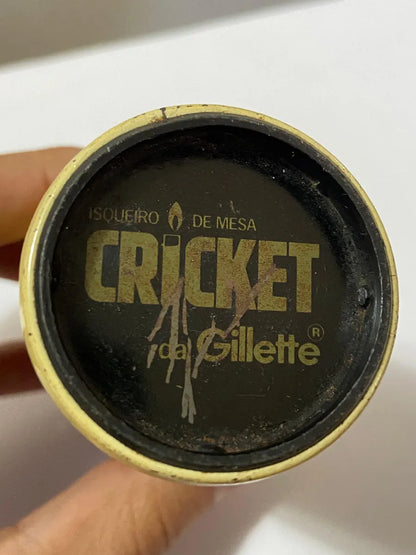 ISQUEIRO DE MESA
CRiCKET
da Gillette®